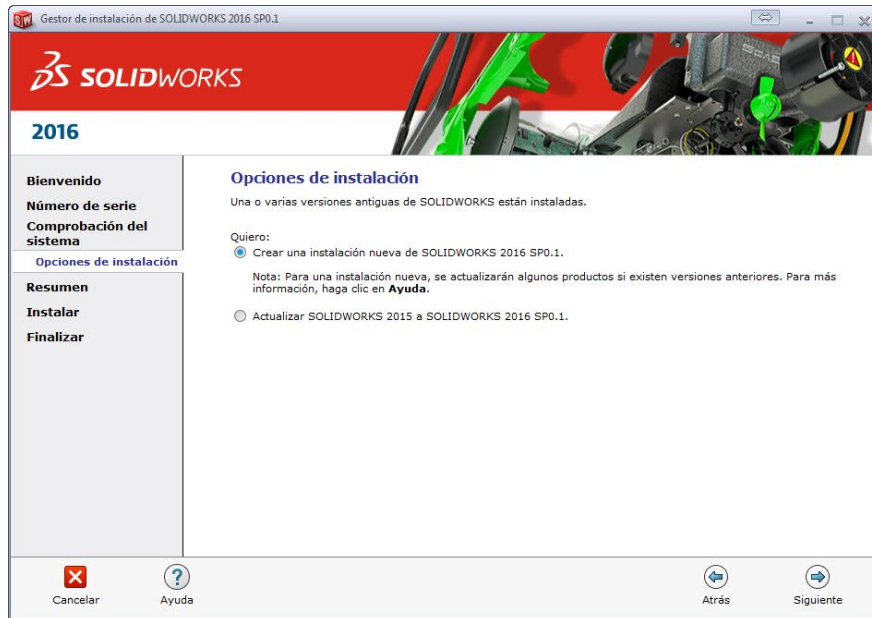 Gestor de instalación de SOLIDWORKS 2016 SP0.1
SOLIDWORKS
2016
Bienvenido
Número de serie
Comprobación del
sistema
Opciones de instalación
Resumen
Instalar
Finalizar
Opciones de instalación
Una o varias versiones antiguas de SOLIDWORKS están instaladas.
Quiero:
Crear una instalación nueva de SOLIDWORKS 2016 SP0.1.
Nota: Para una instalación nueva, se actualizarán algunos productos si existen versiones anteriores. Para más
información, haga clic en Ayuda.
Actualizar SOLIDWORKS 2015 a SOLIDWORKS 2016 SP0.1.
Cancelar
Ayuda
Atrás
Siguiente